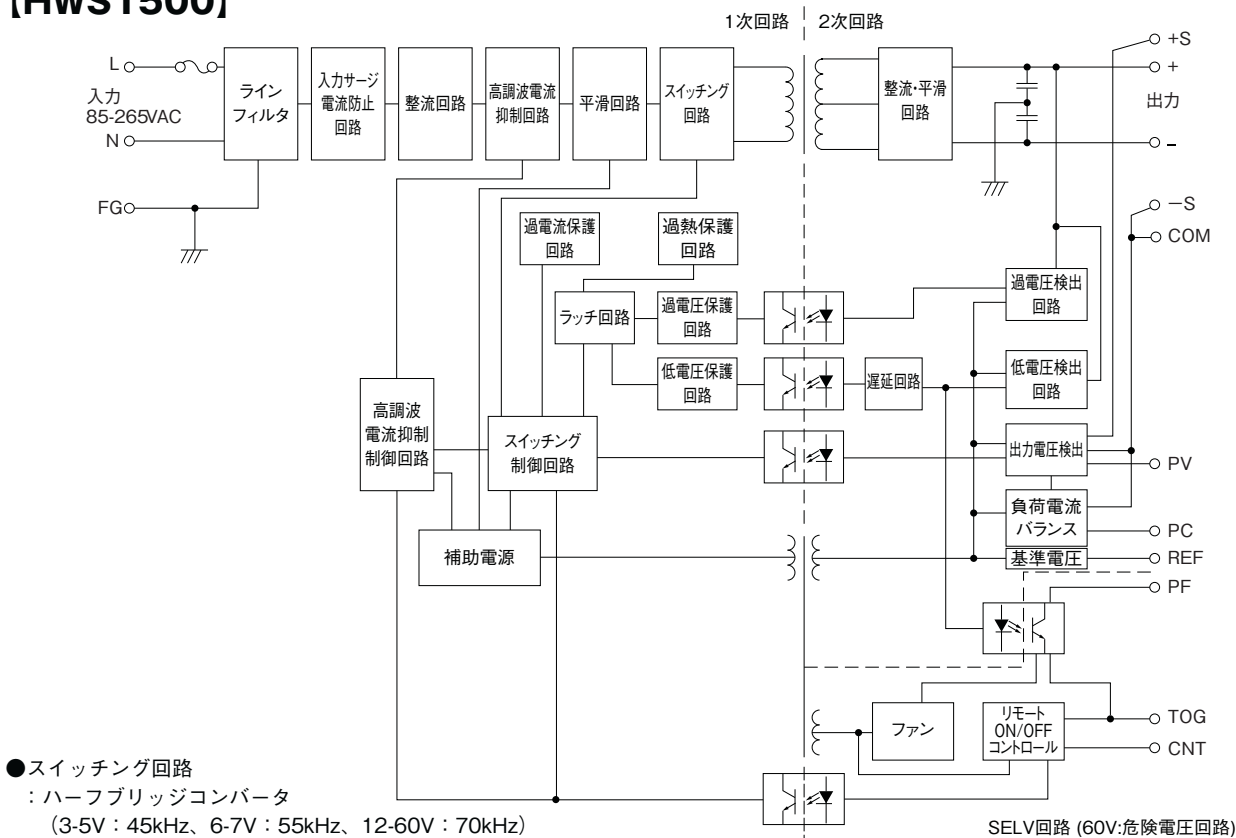 【HWS1500】
1次回路
2次回路
L
入力
85-265VAC
N
FG
ライン
フィルタ
入力サージ
電流防止
回路
整流回路
高調波電流
抑制回路
平滑回路
スイッチング
回路
整流・平滑
回路
+S
+
出力
-
-S
COM
過電流保護
回路
過熱保護
回路
ラッチ回路
過電圧保護
回路
過電圧検出
回路
低電圧保護
回路
遅延回路
低電圧検出
回路
高調波
電流抑制
制御回路
スイッチング
制御回路
出力電圧検出
PV
負荷電流
バランス
PC
補助電源
基準電圧
REF
PF
ファン
リモート
ON/OFF
コントロール
TOG
CNT
●スイッチング回路
:ハーフブリッジコンバータ
(3-5V:45kHz、6-7V:55kHz、12-60V:70kHz)
SELV回路 (60V:危険電圧回路)